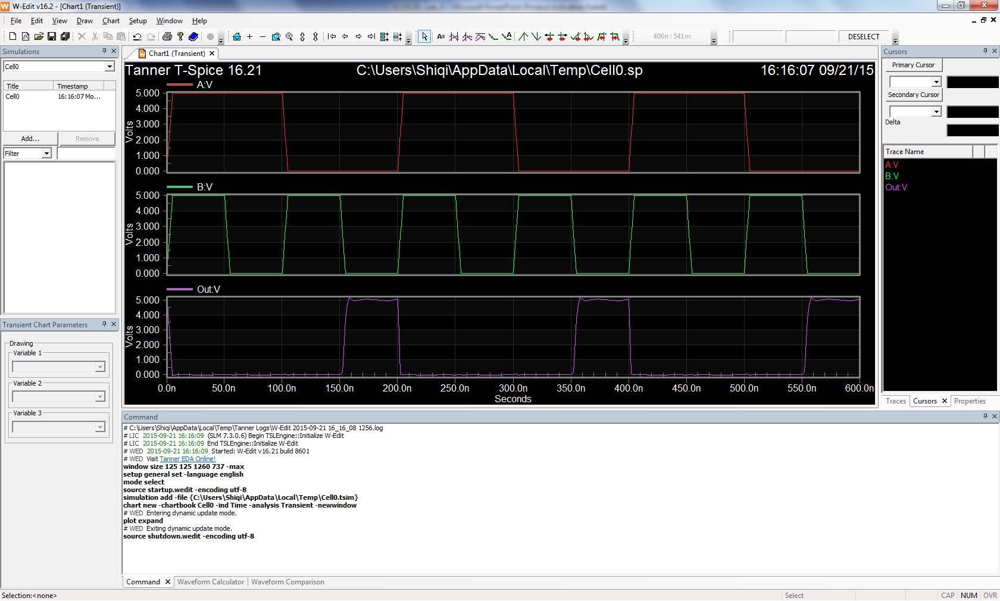 W-Edit v16.2 - [Chart1 (Transient)]
File Edit View Draw Chart Setup Window Help
406n : 541m
DESELECT
Simulations
Cell0
Title Timestamp
Cell0 16:16:07 Mo...
Add... Remove
Filter
Transient Chart Parameters
Drawing
Variable 1
Variable 2
Variable 3
Chart1 (Transient)
Tanner T-Spice 16.21 C:\Users\Shiqi\AppData\Local\Temp\Cell0.sp 16:16:07 09/21/15
A:V
5.000
4.000
3.000
2.000
1.000
0.000
Volts
B:V
5.000
4.000
3.000
2.000
1.000
0.000
Volts
Out:V
5.000
4.000
3.000
2.000
1.000
0.000
Volts
0.0n 50.0n 100.0n 150.0n 200.0n 250.0n 300.0n 350.0n 400.0n 450.0n 500.0n 550.0n 600.0n
Seconds
Cursors
Primary Cursor
Secondary Cursor
Delta
Trace Name
A:V
B:V
Out:V
Traces Cursors Properties
Command
# C:\Users\Shiqi\AppData\Local\Temp\Tanner Logs\W-Edit 2015-09-21 16_16_08 1256.log
# LIC 2015-09-21 16:16:09 (SLM 7.3.0.6) Begin TSLEngine::Initialize W-Edit
# LIC 2015-09-21 16:16:09 End TSLEngine::Initialize W-Edit
# WED 2015-09-21 16:16:09 Started: W-Edit v16.21 build 8601
# WED Visit Tanner EDA Online!
window size 125 125 1260 737 -max
setup general set -language english
mode select
source startup.wedit -encoding utf-8
simulation add -file {C:\Users\Shiqi\AppData\Local\Temp\Cell0.tsim}
chart new -chartbook Cell0 -ind Time -analysis Transient -newwindow
# WED Entering dynamic update mode.
plot expand
# WED Exiting dynamic update mode.
source shutdown.wedit -encoding utf-8
Command Waveform Calculator Waveform Comparison
Selection:<none> Select CAP NUM OVR